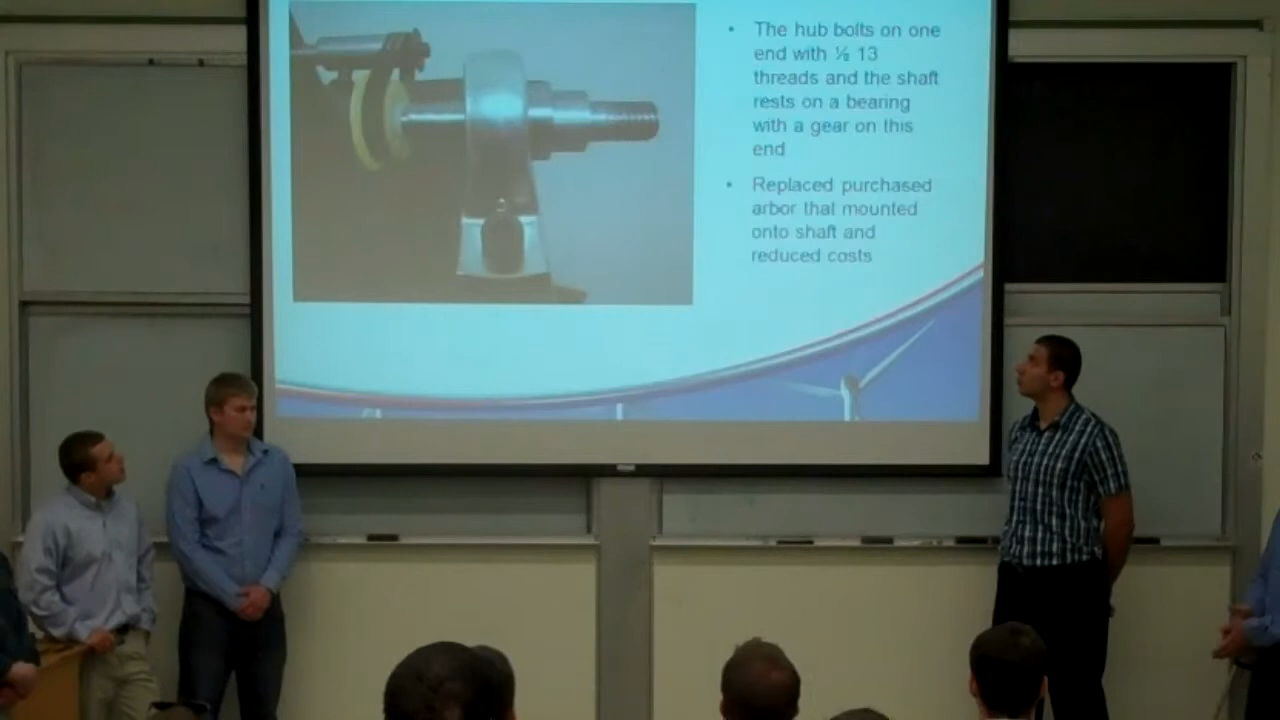 • The hub bolts on one
end with ½ 13
threads and the shaft
rests on a bearing
with a gear on this
end
• Replaced purchased
arbor that mounted
onto shaft and
reduced costs